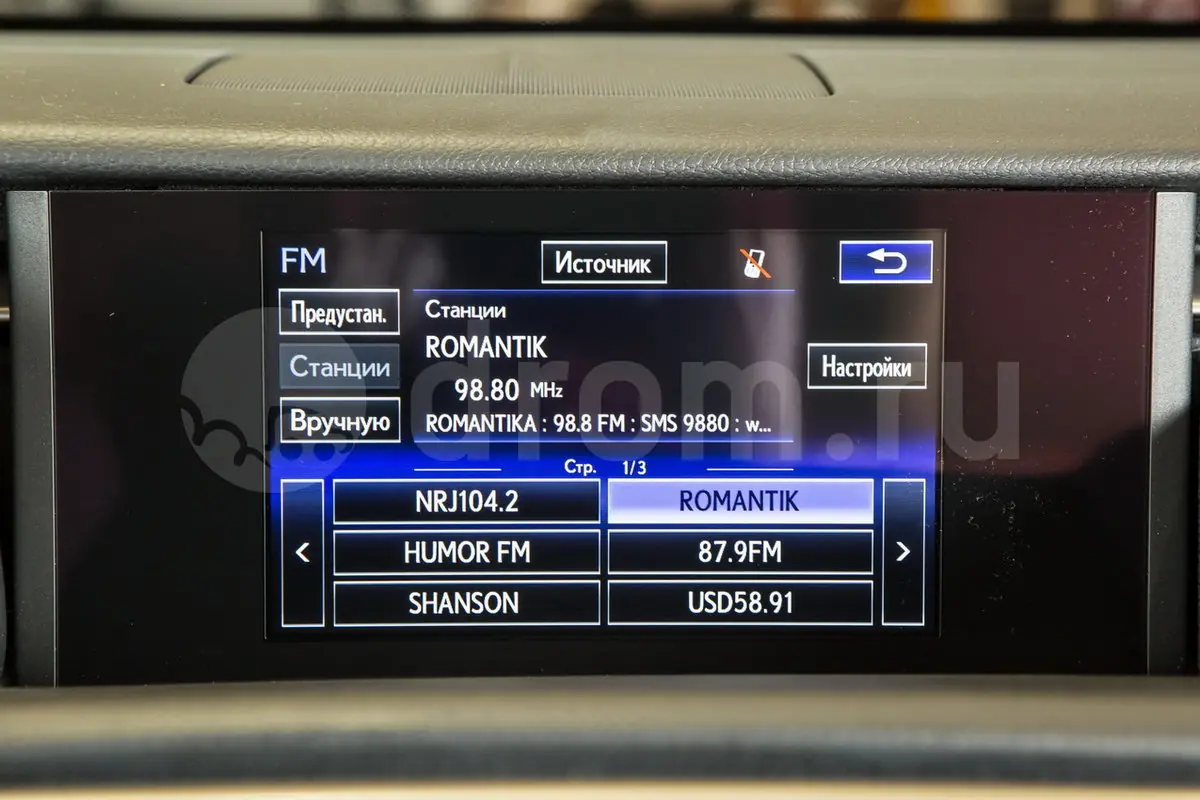 FM
Источник
Предустан.
Станции
Вручную
Станции
ROMANTIK
98.80 MHz
ROMANTIKA : 98.8 FM : SMS 9880 : w...
Настройки
Стр. 1/3
NRJ104.2
ROMANTIK
HUMOR FM
87.9FM
SHANSON
USD58.91
drom.ru